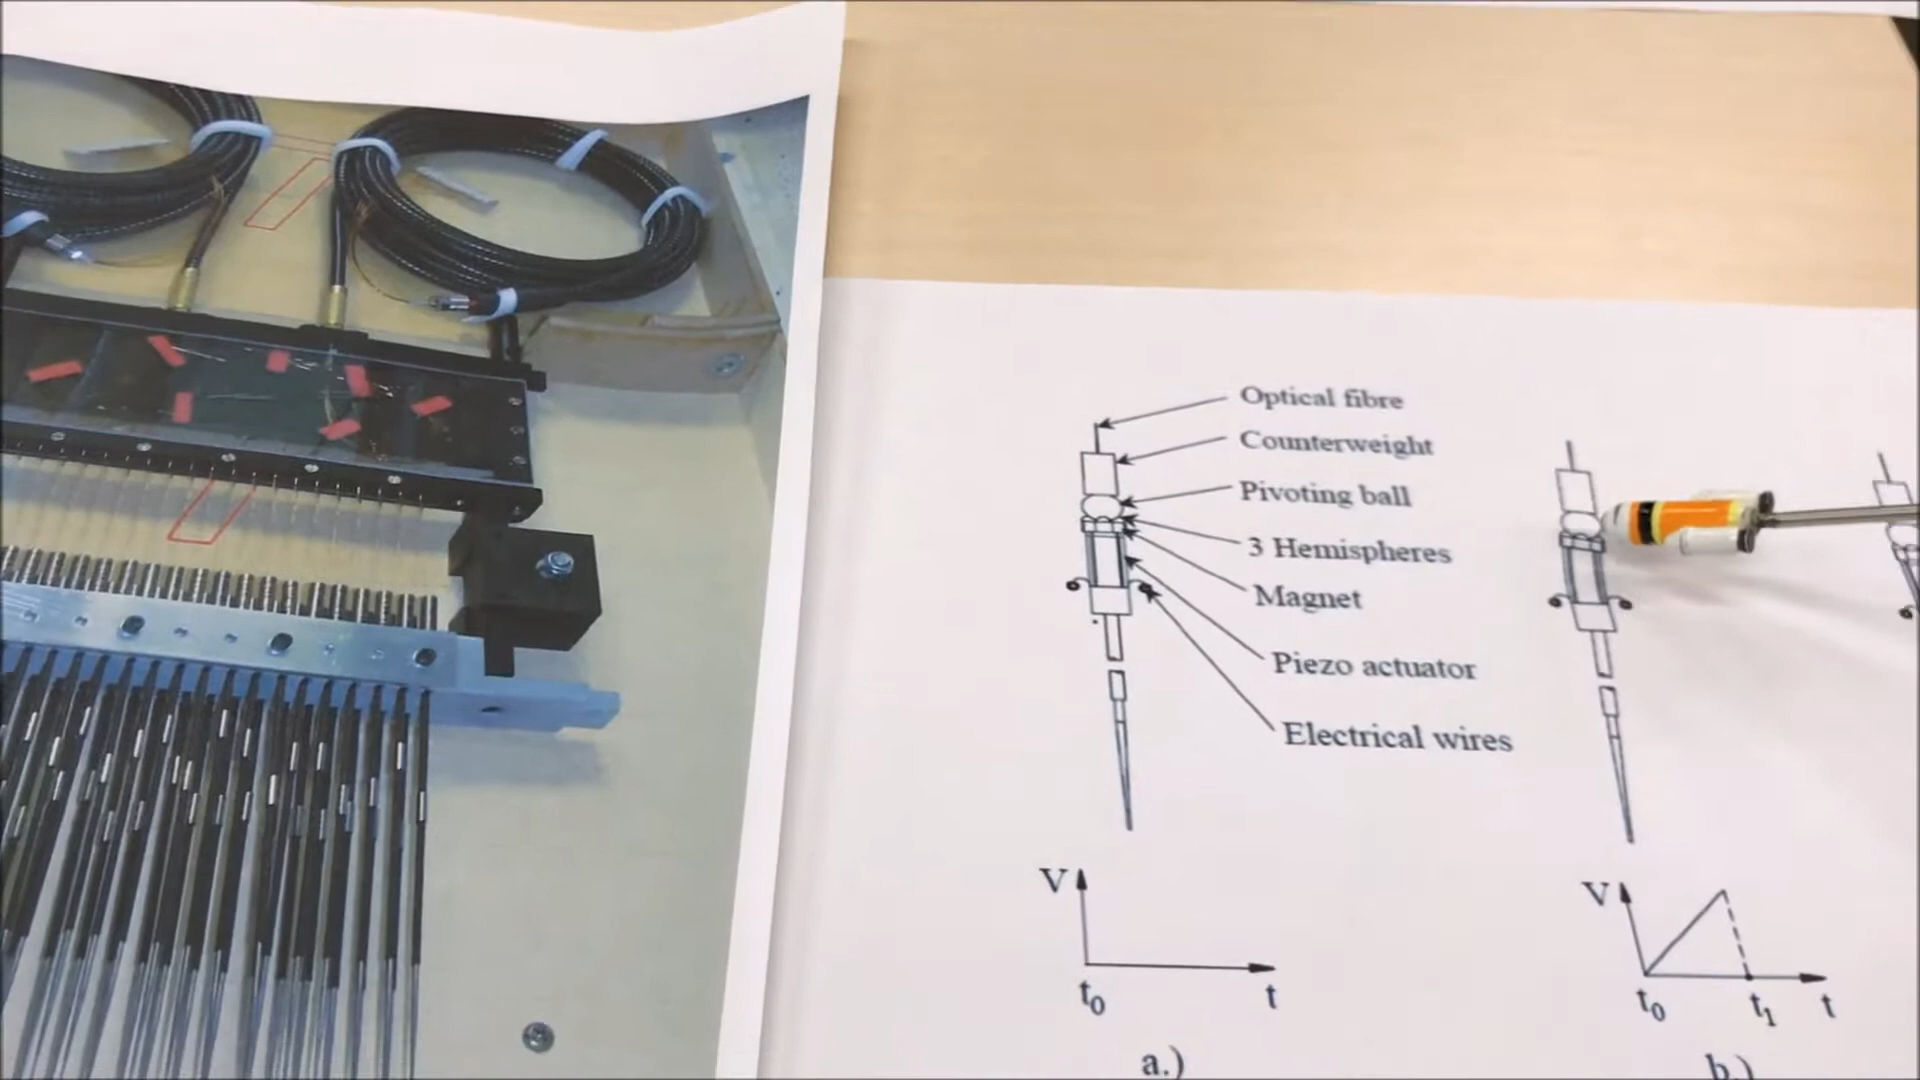 Optical fibre
Counterweight
Pivoting ball
3 Hemispheres
Magnet
Piezo actuator
Electrical wires
V
t0
t
a.)
V
t0
t1
t
b.)